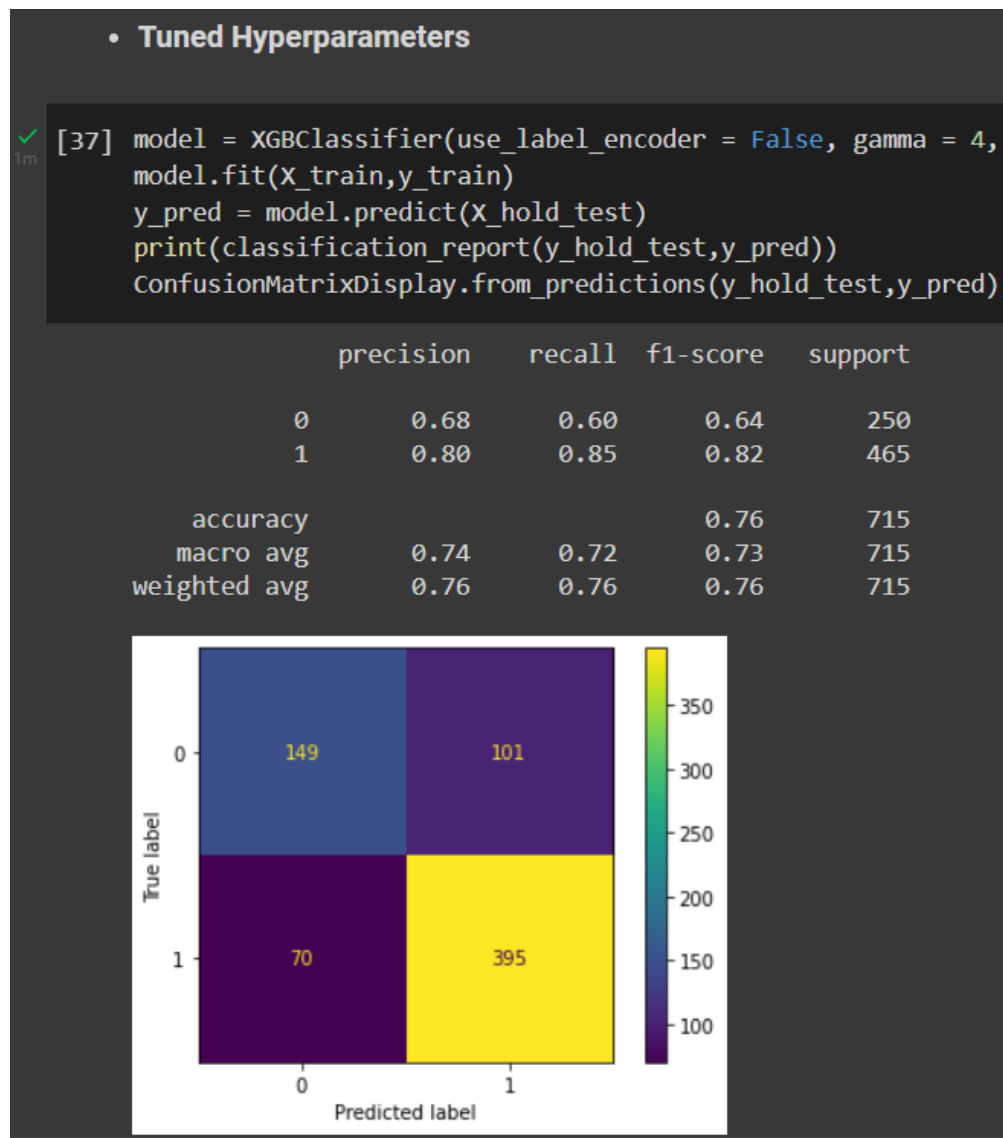 • Tuned Hyperparameters
1m
[37] model = XGBClassifier(use_label_encoder = False, gamma = 4,
model.fit(X_train,y_train)
y_pred = model.predict(X_hold_test)
print(classification_report(y_hold_test,y_pred))
ConfusionMatrixDisplay.from_predictions(y_hold_test,y_pred)
precision recall f1-score support
0 0.68 0.60 0.64 250
1 0.80 0.85 0.82 465
accuracy 0.76 715
macro avg 0.74 0.72 0.73 715
weighted avg 0.76 0.76 0.76 715
350
0 149 101
300
250
True label
200
1 70 395
150
100
0 1
Predicted label